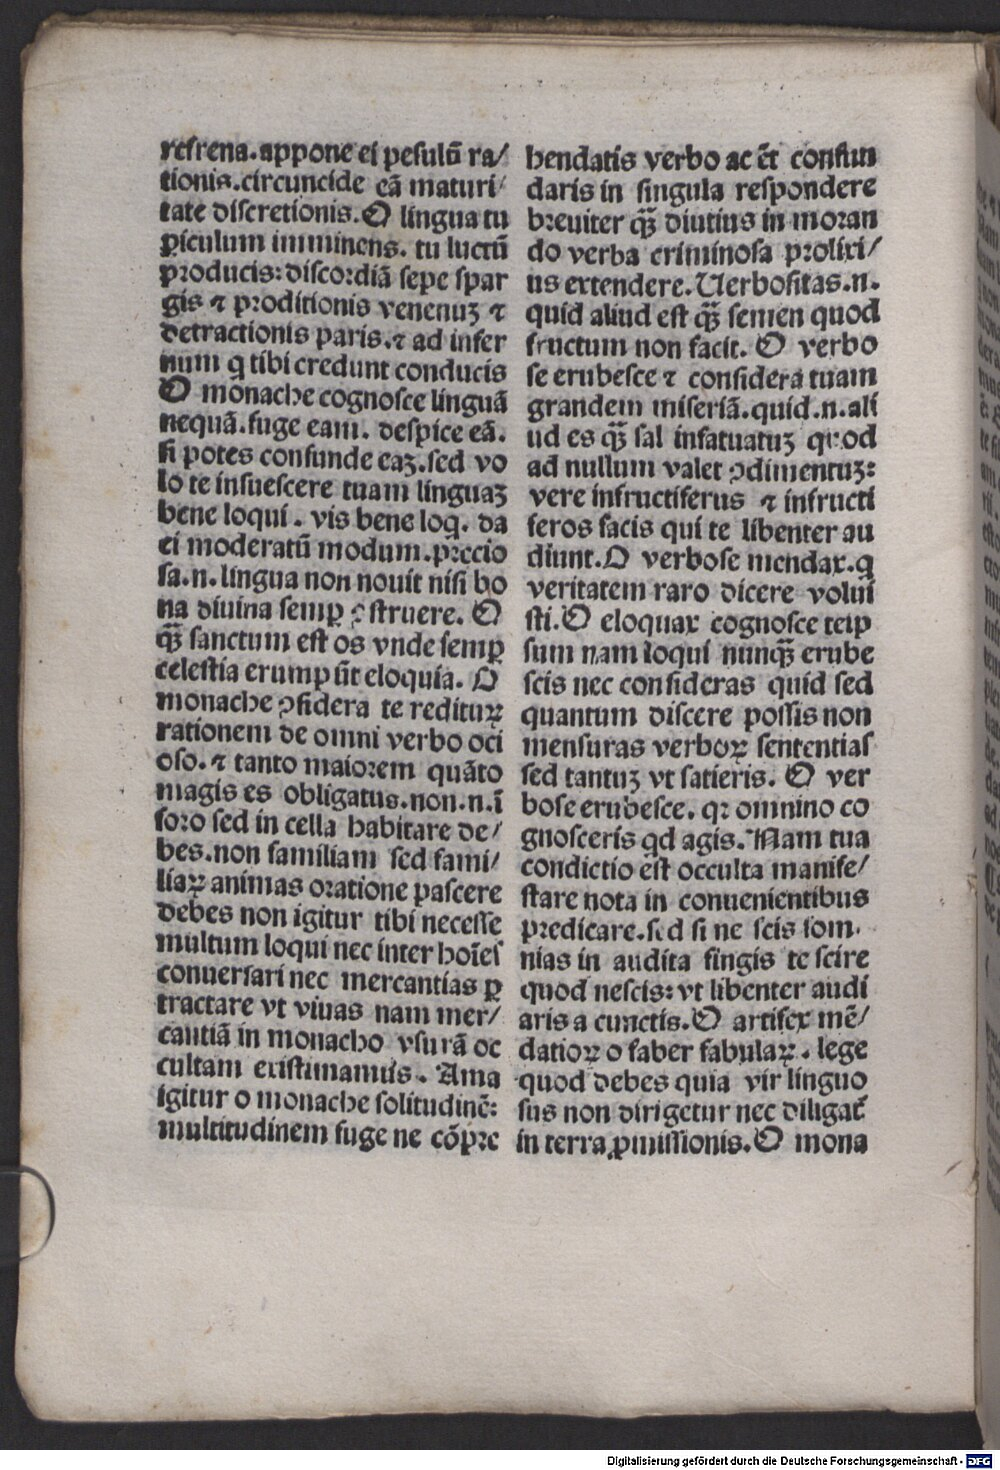 refrena.appone ei pesulū ra/
tionis.circuncide eā maturi/
tate discretionis.O lingua tu
ꝑiculum imminens. tu luctū
producis:discordiā sepe spar
gis ⁊ proditionis venenuꝫ ⁊
detractionis paris.⁊ ad infer
num q tibi credunt conducis
O monache cognosce linguā
nequā.fuge eam. despice eā.
si potes confunde eaꝫ.sed vo
lo te insuescere tuam linguaꝫ
bene loqui. vis bene loq. da
ei moderatū modum.precio
sa.n.lingua non nouit nisi bo
na diuina semꝑ ꝯstruere. O
qꝫ̄ sanctum est os vnde semꝑ
celestia erumpūt eloquia. O
monache ꝯsidera te redituꝝ
rationem de omni verbo oci
oso.⁊ tanto maiorem quāto
magis es obligatus.non.n.ī
foro sed in cella habitare de/
bes.non familiam sed fami/
liaꝝ animas oratione pascere
debes non igitur tibi necesse
multum loqui nec inter hoīes
conuersari nec mercantias ꝑ
tractare vt viuas nam mer/
cantiā in monacho vsurā oc
cultam existimamus. Ama
igitur o monache solitudinē:
multitudinem fuge ne cōpre
hendatis verbo ac ēt confun
daris in singula respondere
breuiter qꝫ̄ diutius in moran
do verba criminosa prolixi/
us extendere.Uerbositas.n.
quid aliud est qꝫ̄ semen quod
fructum non facit. O verbo
se erubesce ⁊ considera tuam
grandem miseriā.quid.n.ali
ud es qꝫ̄ sal infatuatuꝫ quod
ad nullum valet ꝯdimentuꝫ:
vere infructiferus ⁊ infructi
feros facis qui te libenter au
diunt.O verbose mendax.q
veritatem raro dicere volui
sti.O eloquax cognosce teip
sum nam loqui nunqꝫ̄ erube
scis nec consideras quid sed
quantum discere possis non
mensuras verboꝝ sententias
sed tantuꝫ vt satieris. O ver
bose erubesce. qꝛ omnino co
gnosceris qd agis.Nam tua
condictio est occulta manife/
stare nota in conuenientibus
predicare.sed si ne scis som.
nias in audita fingis te scire
quod nescis:vt libenter audi
aris a cunctis.O artifex mē/
datioꝝ o faber fabulaꝝ. lege
quod debes quia vir linguo
sus non dirigetur nec diligat̄
in terra ꝓmissionis.O mona
Digitalisierung gefördert durch die Deutsche Forschungsgemeinschaft - DFG